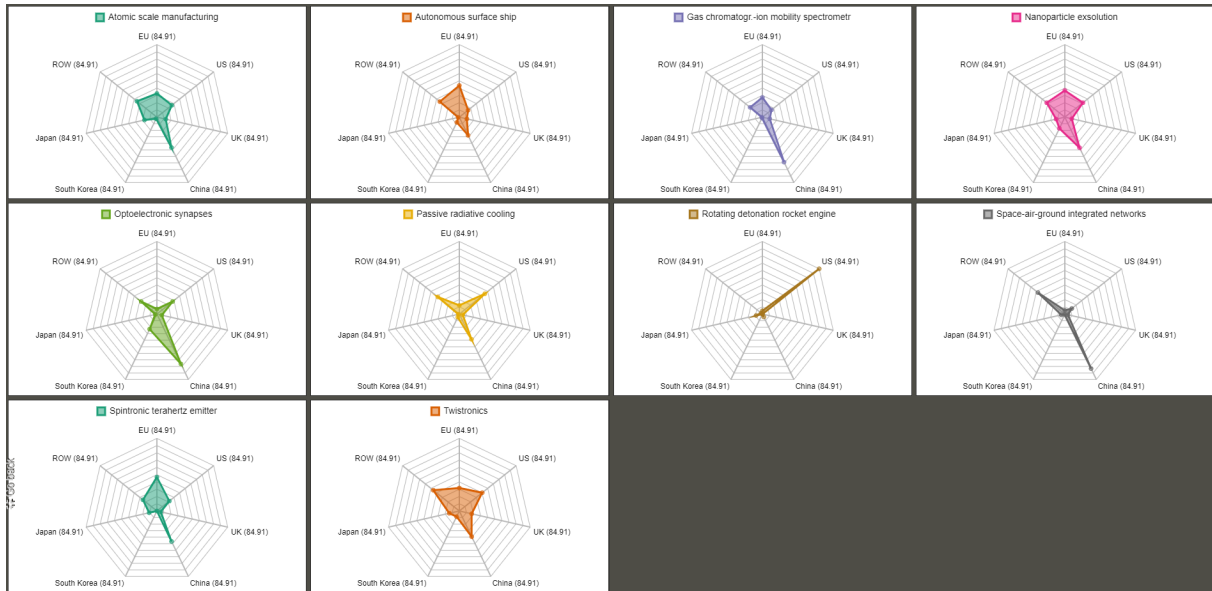 Atomic scale manufacturing
EU (84.91)
ROW (84.91)
US (84.91)
Japan (84.91)
UK (84.91)
South Korea (84.91)
China (84.91)
Autonomous surface ship
EU (84.91)
ROW (84.91)
US (84.91)
Japan (84.91)
UK (84.91)
South Korea (84.91)
China (84.91)
Gas chromatogr.-ion mobility spectrometr
EU (84.91)
ROW (84.91)
US (84.91)
Japan (84.91)
UK (84.91)
South Korea (84.91)
China (84.91)
Nanoparticle exsolution
EU (84.91)
ROW (84.91)
US (84.91)
Japan (84.91)
UK (84.91)
South Korea (84.91)
China (84.91)
Optoelectronic synapses
EU (84.91)
ROW (84.91)
US (84.91)
Japan (84.91)
UK (84.91)
South Korea (84.91)
China (84.91)
Passive radiative cooling
EU (84.91)
ROW (84.91)
US (84.91)
Japan (84.91)
UK (84.91)
South Korea (84.91)
China (84.91)
Rotating detonation rocket engine
EU (84.91)
ROW (84.91)
US (84.91)
Japan (84.91)
UK (84.91)
South Korea (84.91)
China (84.91)
Space-air-ground integrated networks
EU (84.91)
ROW (84.91)
US (84.91)
Japan (84.91)
UK (84.91)
South Korea (84.91)
China (84.91)
Spintronic terahertz emitter
EU (84.91)
ROW (84.91)
US (84.91)
Japan (84.91)
UK (84.91)
South Korea (84.91)
China (84.91)
Twistronics
EU (84.91)
ROW (84.91)
US (84.91)
Japan (84.91)
UK (84.91)
South Korea (84.91)
China (84.91)
Go back